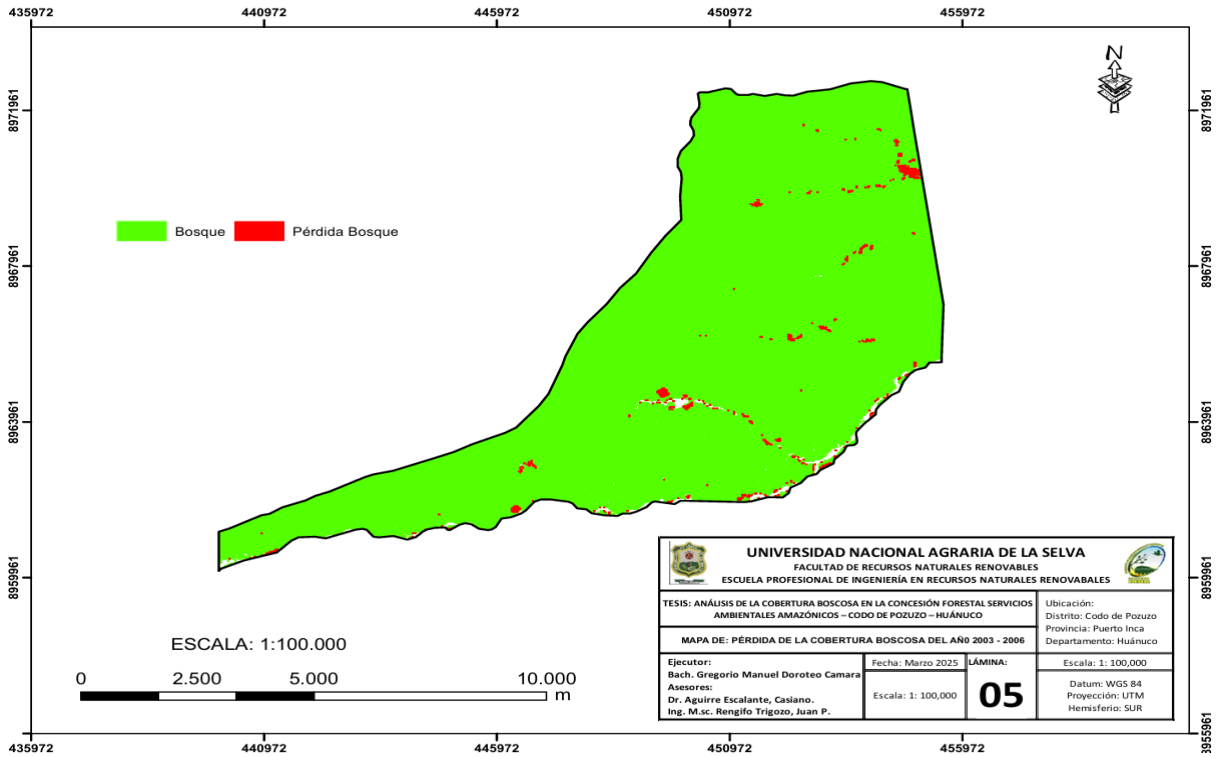 435972 440972 445972 450972 455972
N
8971961 8971961
Bosque Pérdida Bosque
8967961 8967961
8963961 8963961
8959961 8959961
ESCALA: 1:100.000
0 2.500 5.000 10.000
m
UNIVERSIDAD NACIONAL AGRARIA DE LA SELVA
FACULTAD DE RECURSOS NATURALES RENOVABLES
ESCUELA PROFESIONAL DE INGENIERÍA EN RECURSOS NATURALES RENOVABALES
TESIS: ANÁLISIS DE LA COBERTURA BOSCOSA EN LA CONCESIÓN FORESTAL SERVICIOS
AMBIENTALES AMAZÓNICOS – CODO DE POZUZO – HUÁNUCO
MAPA DE: PÉRDIDA DE LA COBERTURA BOSCOSA DEL AÑ0 2003 - 2006
Ubicación:
Distrito: Codo de Pozuzo
Provincia: Puerto Inca
Departamento: Huánuco
Ejecutor:
Bach. Gregorio Manuel Doroteo Camara
Asesores:
Dr. Aguirre Escalante, Casiano.
Ing. M.sc. Rengifo Trigozo, Juan P.
Fecha: Marzo 2025
Escala: 1: 100,000
LÁMINA:
05
Escala: 1: 100,000
Datum: WGS 84
Proyección: UTM
Hemisferio: SUR
8955961
435972 440972 445972 450972 455972